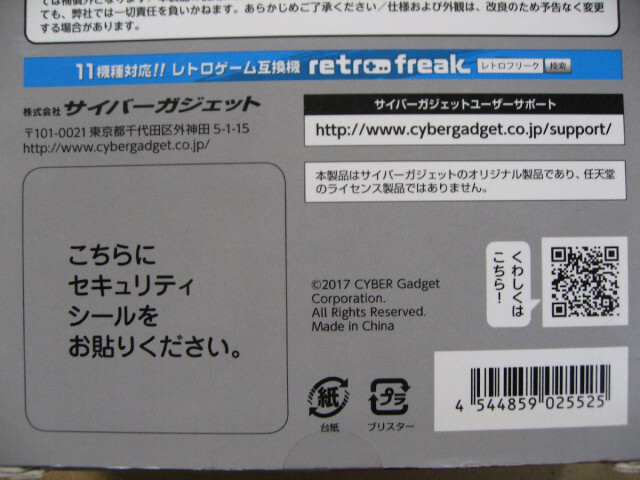 ても、弊社では一切責任を負いかねます。あらかじめご了承ください／仕様および外観は、改良のため予告なく変更
する場合があります。
11機種対応!! レトロゲーム互換機 retro freak レトロフリーク 検索
株式会社 サイバーガジェット
〒101-0021 東京都千代田区外神田 5-1-15
http://www.cybergadget.co.jp/
サイバーガジェットユーザーサポート
http://www.cybergadget.co.jp/support/
本製品はサイバーガジェットのオリジナル製品であり、任天堂
のライセンス製品ではありません。
こちらに
セキュリティ
シールを
お貼りください。
くわしくは
こちら！
©2017 CYBER Gadget
Corporation.
All Rights Reserved.
Made in China
紙
台紙
プラ
ブリスター
4 544859 025525